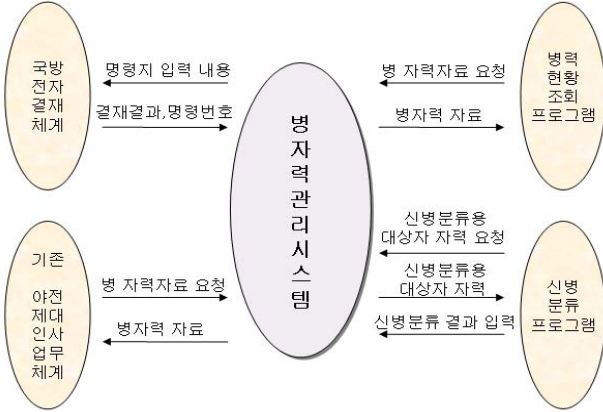 국방
전자
결재
체계
명령지 입력 내용
결재결과,명령번호
병
자
력
관
리
시
스
템
병 자력자료 요청
병자력 자료
병력
현황
조회
프로그램
기존
야전
제대
인사
업무
체계
병 자력자료 요청
병자력 자료
신병분류용
대상자 자력 요청
신병분류용
대상자 자력
신병분류 결과 입력
신병
분류
프로그램